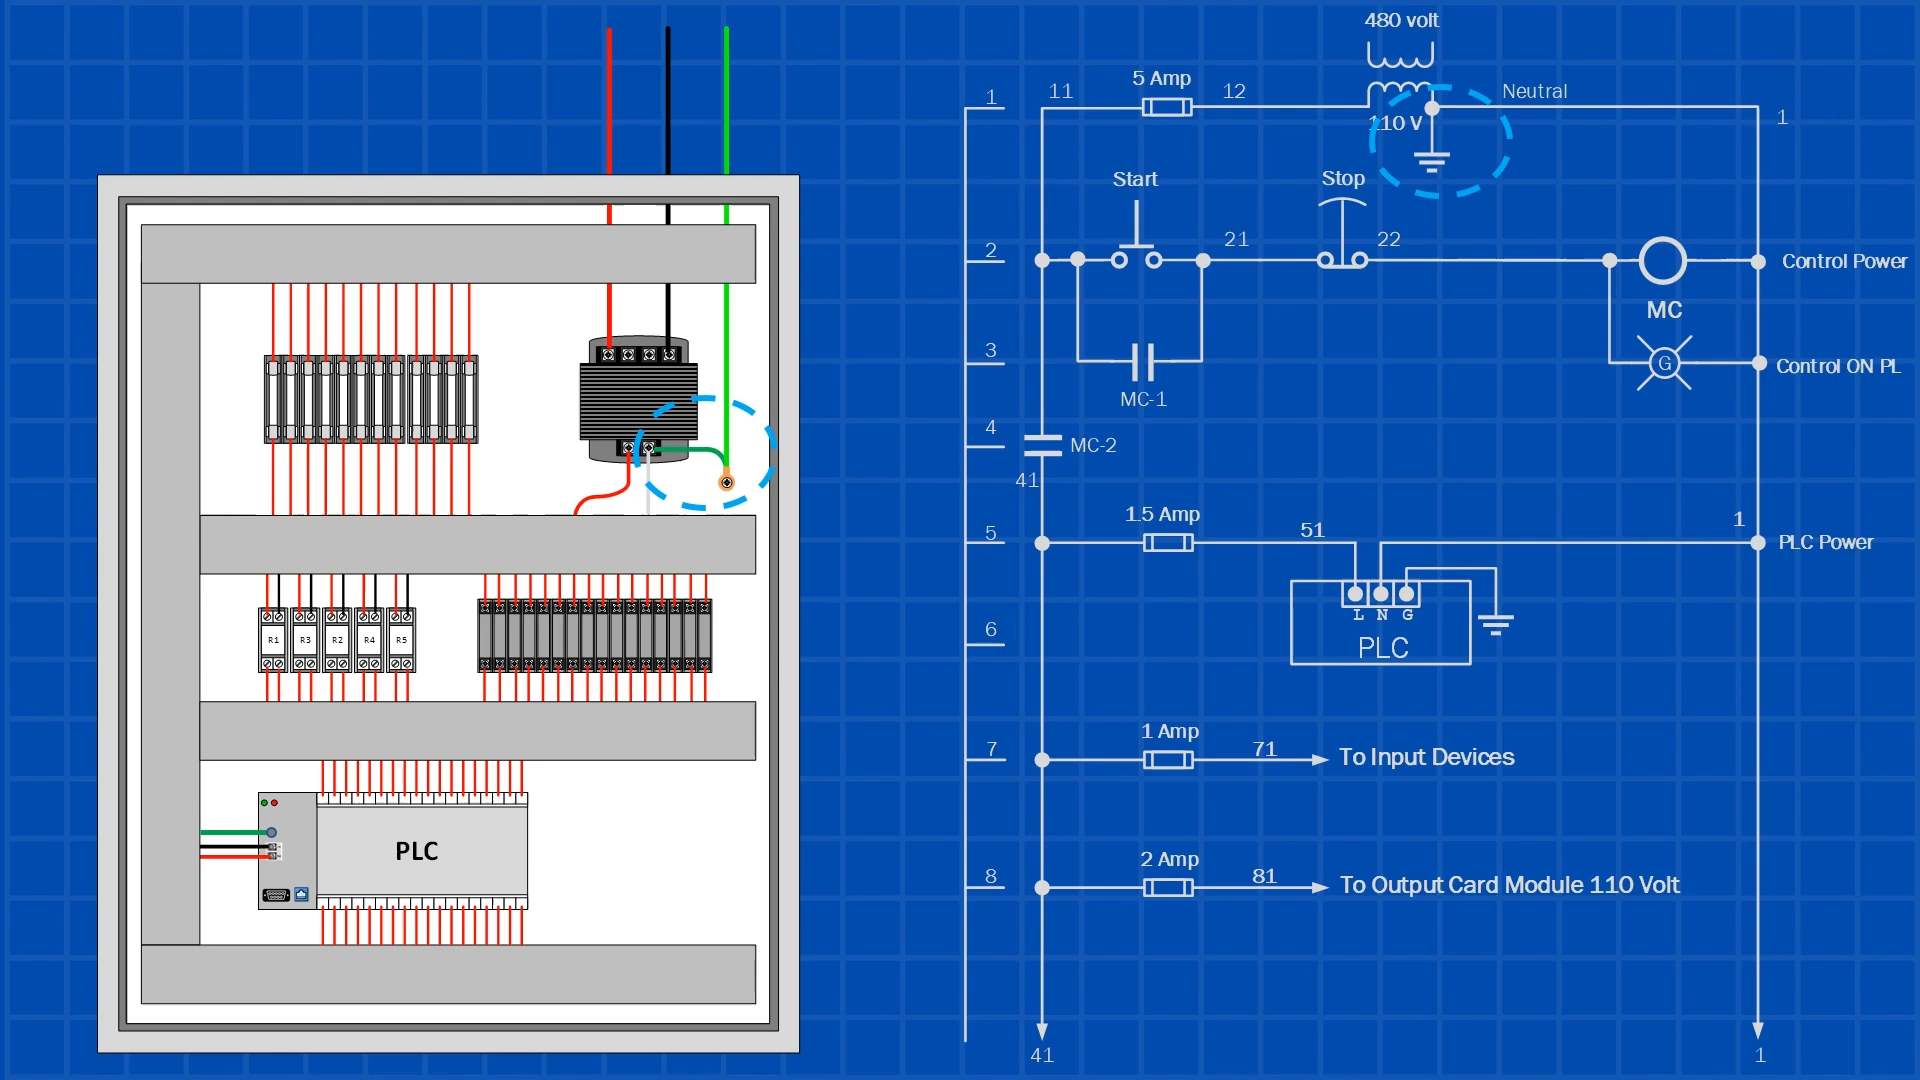 480 volt
5 Amp
1
11
12
Neutral
110 V
1
Start
Stop
2
21
22
Control Power
MC
3
G
Control ON PL
MC-1
4
MC-2
41
1.5 Amp
5
51
1
PLC Power
L N G
6
PLC
R1
R3
R2
R4
R5
1 Amp
7
71
To Input Devices
PLC
2 Amp
8
81
To Output Card Module 110 Volt
41
1